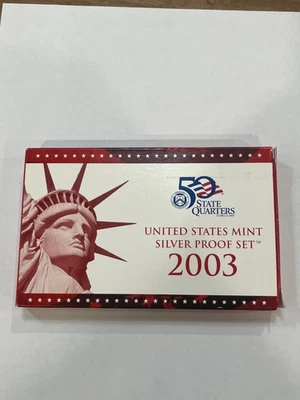 50
STATE
QUARTERS
UNITED STATES MINT
SILVER PROOF SET™
2003